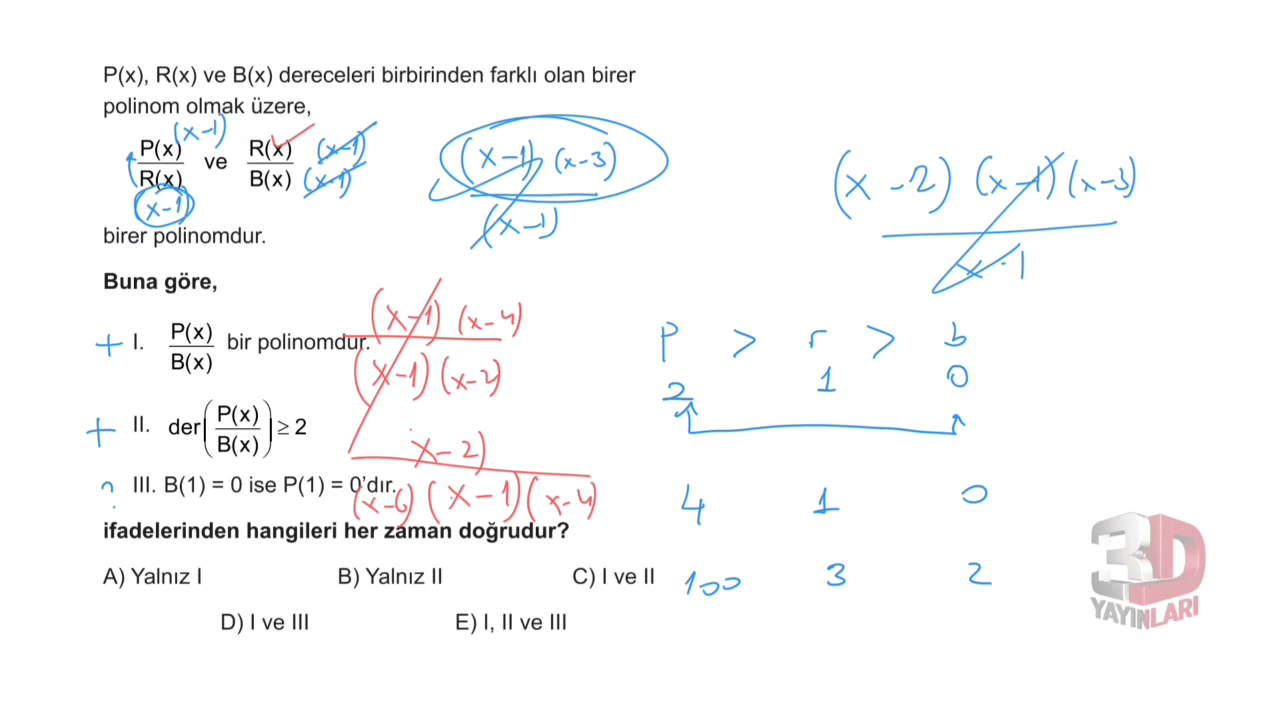 P(x), R(x) ve B(x) dereceleri birbirinden farklı olan birer
polinom olmak üzere,
P(x) (x-1) / R(x) (x-1) ve R(x) (x-1) / B(x) (x-1)
birer polinomdur.
Buna göre,
+ I. P(x) / B(x) bir polinomdur.
+ II. der(P(x) / B(x)) ≥ 2
III. B(1) = 0 ise P(1) = 0'dır.
ifadelerinden hangileri her zaman doğrudur?
A) Yalnız I B) Yalnız II C) I ve II
D) I ve III E) I, II ve III
(x-1) (x-3)
(x-1)
(x-2) (x-1) (x-3)
x-1
(x-1) (x-4)
(x-1) (x-2)
x-2)
(x-6) (x-1) (x-4)
p > r > b
2 1 0
4 1 0
100 3 2
3D
YAYINLARI